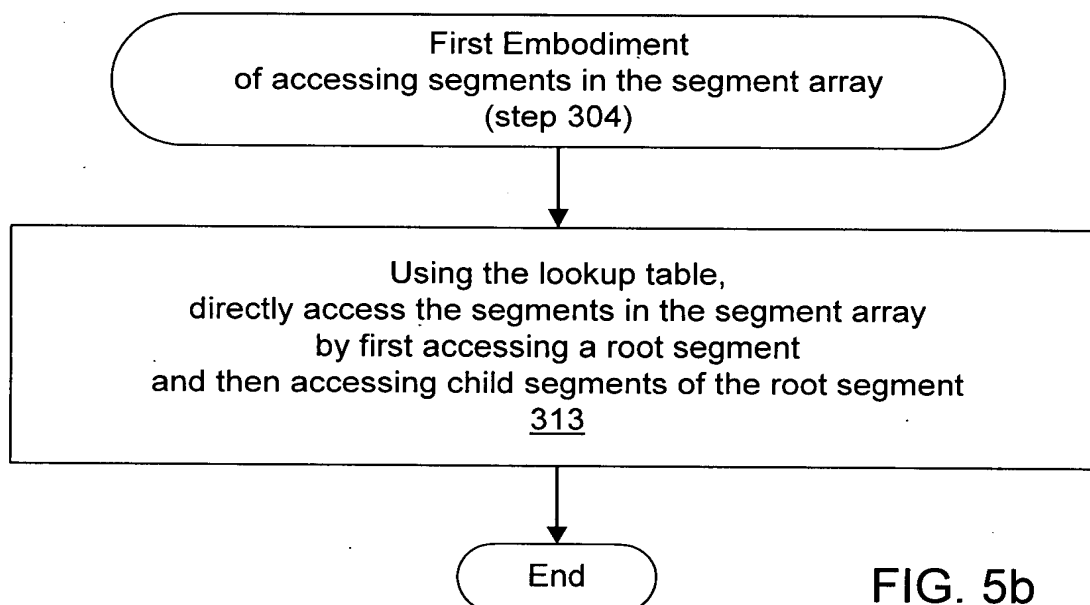 First Embodiment
of accessing segments in the segment array
(step 304)
Using the lookup table,
directly access the segments in the segment array
by first accessing a root segment
and then accessing child segments of the root segment
313
End
FIG. 5b